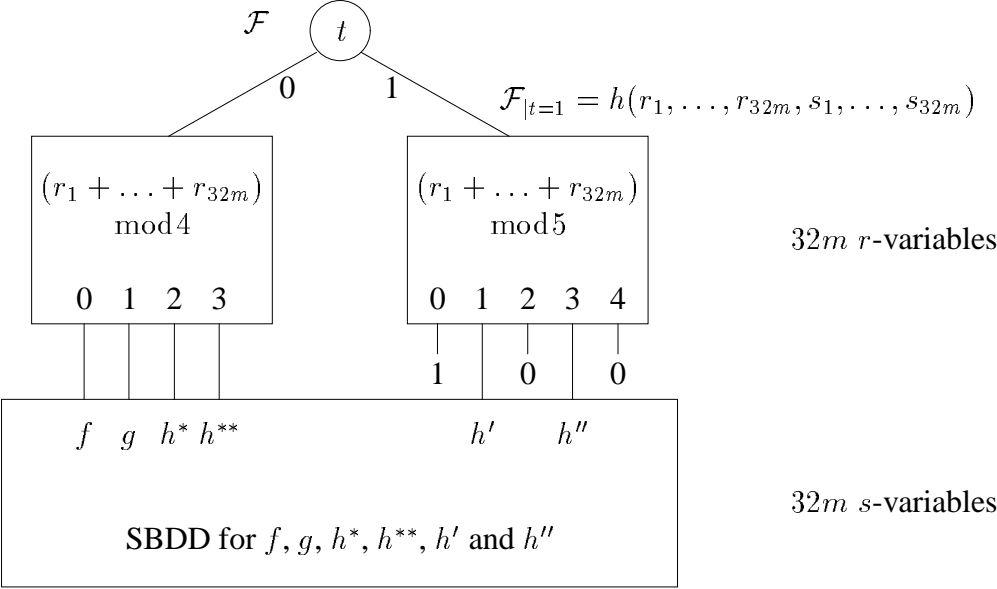 𝓕 t
0 1
𝓕|t=1 = h(r₁, . . . , r₃₂ₘ, s₁, . . . , s₃₂ₘ)
(r₁ + . . . + r₃₂ₘ) (r₁ + . . . + r₃₂ₘ)
mod 4 mod 5
32m r-variables
0 1 2 3 0 1 2 3 4
1 0 0
f g h* h** h′ h″
32m s-variables
SBDD for f, g, h*, h**, h′ and h″